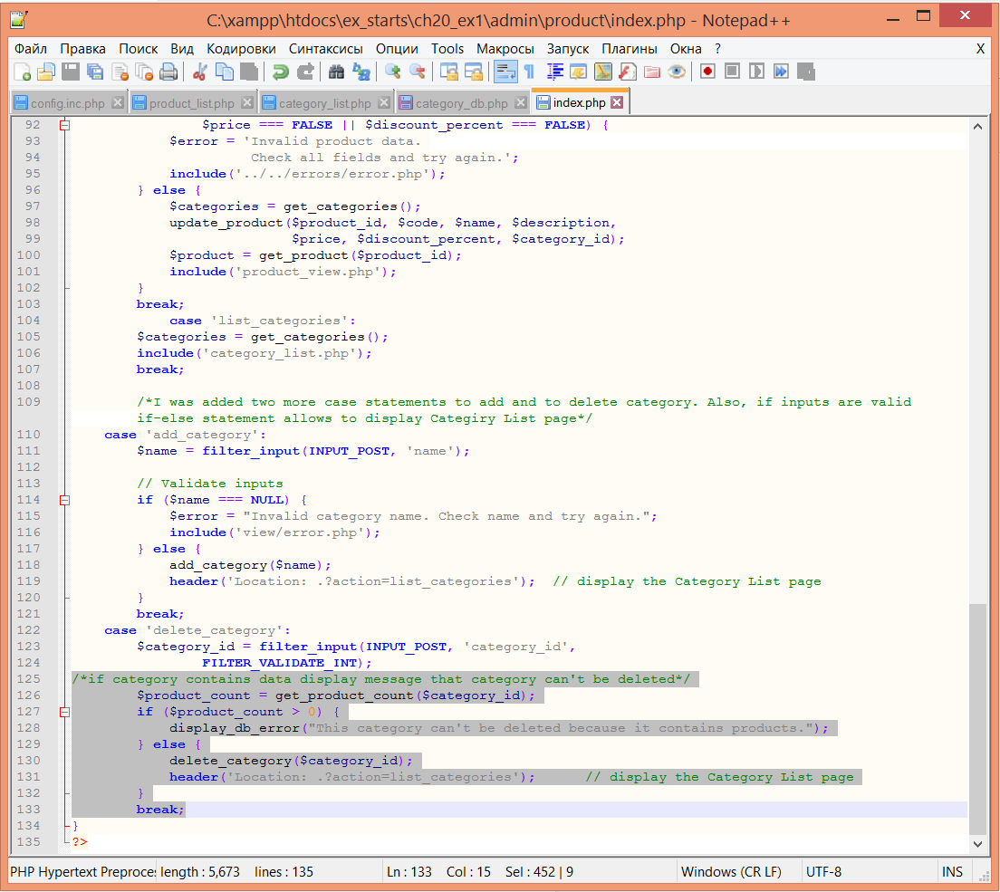 C:\xampp\htdocs\ex_starts\ch20_ex1\admin\product\index.php - Notepad++
Файл Правка Поиск Вид Кодировки Синтаксисы Опции Tools Макросы Запуск Плагины Окна ? X
config.inc.php product_list.php category_list.php category_db.php index.php
92 $price === FALSE || $discount_percent === FALSE) {
93 $error = 'Invalid product data.
94 Check all fields and try again.';
95 include('../../errors/error.php');
96 } else {
97 $categories = get_categories();
98 update_product($product_id, $code, $name, $description,
99 $price, $discount_percent, $category_id);
100 $product = get_product($product_id);
101 include('product_view.php');
102 }
103 break;
104 case 'list_categories':
105 $categories = get_categories();
106 include('category_list.php');
107 break;
108
109 /*I was added two more case statements to add and to delete category. Also, if inputs are valid
if-else statement allows to display Categiry List page*/
110 case 'add_category':
111 $name = filter_input(INPUT_POST, 'name');
112
113 // Validate inputs
114 if ($name === NULL) {
115 $error = "Invalid category name. Check name and try again.";
116 include('view/error.php');
117 } else {
118 add_category($name);
119 header('Location: .?action=list_categories'); // display the Category List page
120 }
121 break;
122 case 'delete_category':
123 $category_id = filter_input(INPUT_POST, 'category_id',
124 FILTER_VALIDATE_INT);
125 /*if category contains data display message that category can't be deleted*/
126 $product_count = get_product_count($category_id);
127 if ($product_count > 0) {
128 display_db_error("This category can't be deleted because it contains products.");
129 } else {
130 delete_category($category_id);
131 header('Location: .?action=list_categories'); // display the Category List page
132 }
133 break;
134 }
135 ?>
PHP Hypertext Preproces length : 5,673 lines : 135 Ln : 133 Col : 15 Sel : 452 | 9 Windows (CR LF) UTF-8 INS